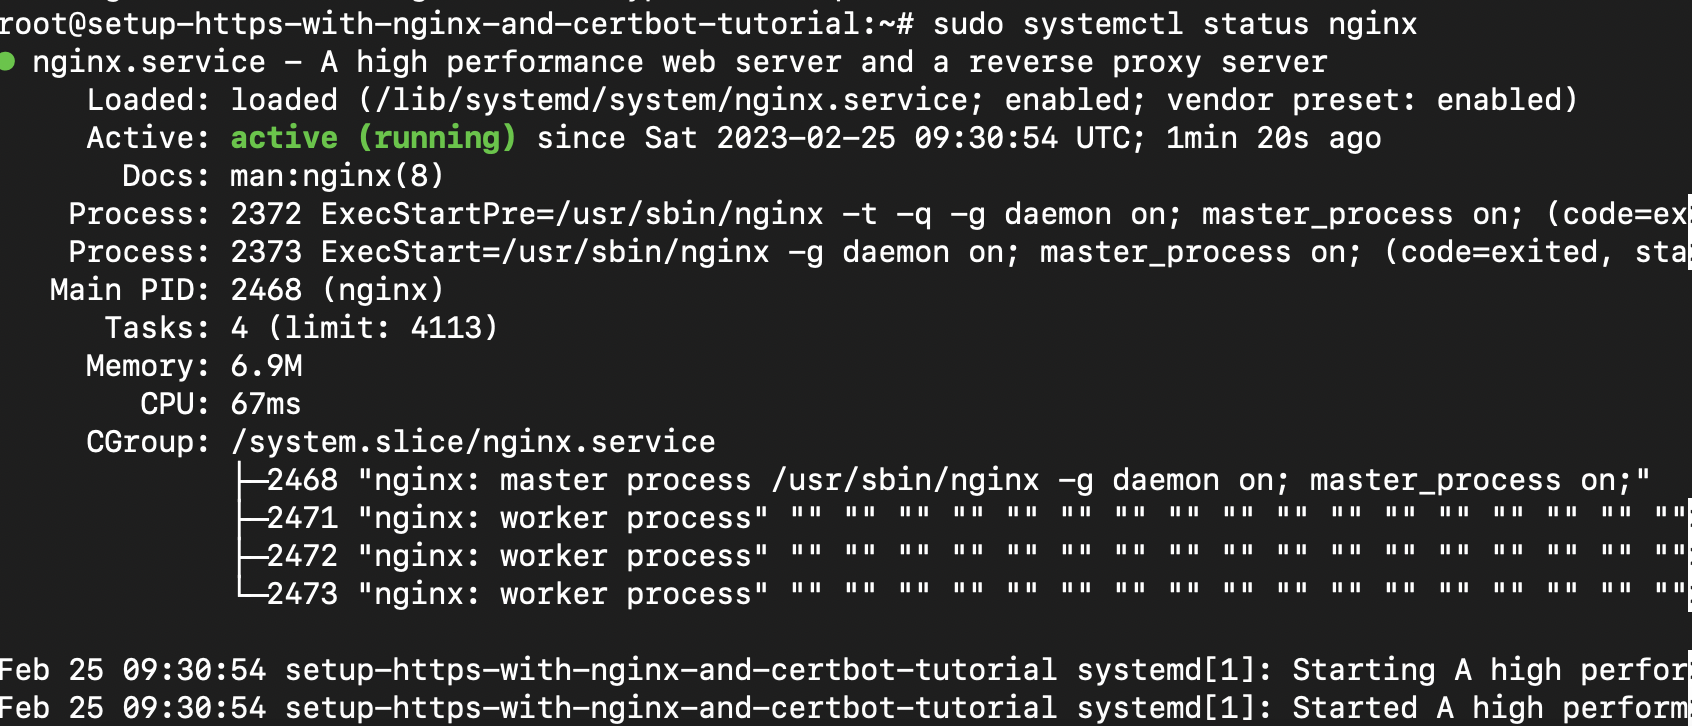 root@setup-https-with-nginx-and-certbot-tutorial:~# sudo systemctl status nginx
● nginx.service – A high performance web server and a reverse proxy server
Loaded: loaded (/lib/systemd/system/nginx.service; enabled; vendor preset: enabled)
Active: active (running) since Sat 2023-02-25 09:30:54 UTC; 1min 20s ago
Docs: man:nginx(8)
Process: 2372 ExecStartPre=/usr/sbin/nginx -t -q -g daemon on; master_process on; (code=ex
Process: 2373 ExecStart=/usr/sbin/nginx -g daemon on; master_process on; (code=exited, sta
Main PID: 2468 (nginx)
Tasks: 4 (limit: 4113)
Memory: 6.9M
CPU: 67ms
CGroup: /system.slice/nginx.service
├─2468 "nginx: master process /usr/sbin/nginx -g daemon on; master_process on;"
├─2471 "nginx: worker process" "" "" "" "" "" "" "" "" "" "" "" "" "" "" "" "" ""
├─2472 "nginx: worker process" "" "" "" "" "" "" "" "" "" "" "" "" "" "" "" "" ""
└─2473 "nginx: worker process" "" "" "" "" "" "" "" "" "" "" "" "" "" "" "" "" ""
Feb 25 09:30:54 setup-https-with-nginx-and-certbot-tutorial systemd[1]: Starting A high perfor
Feb 25 09:30:54 setup-https-with-nginx-and-certbot-tutorial systemd[1]: Started A high perform